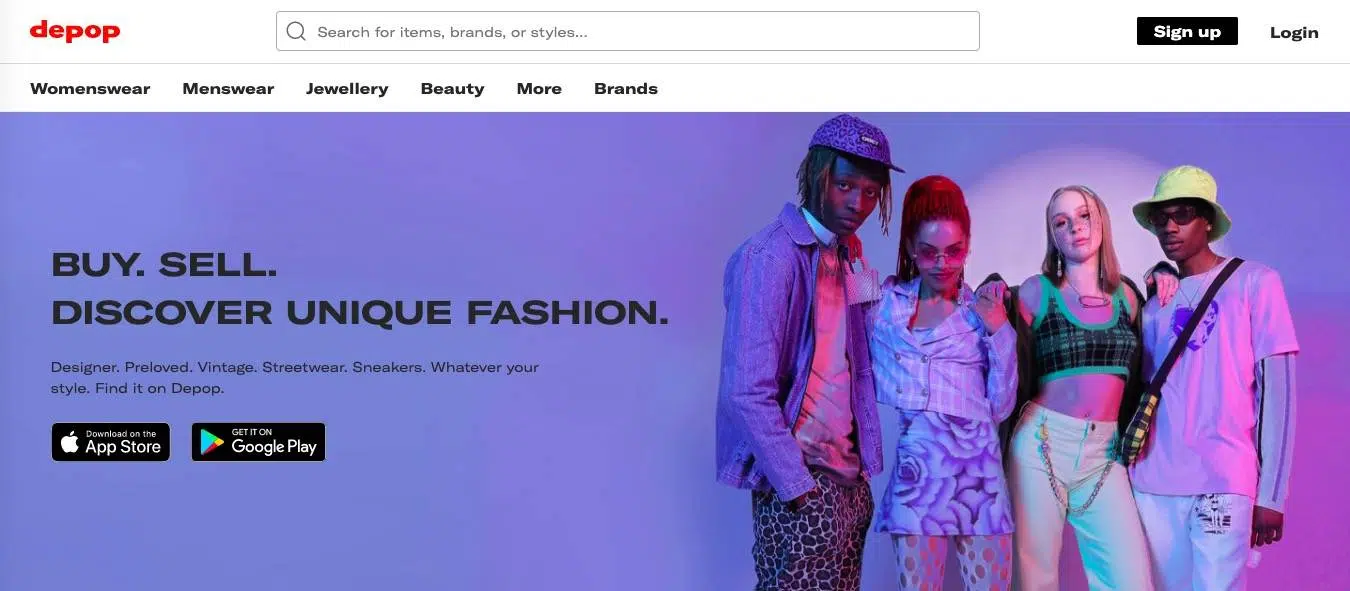 depop
Search for items, brands, or styles...
Sign up
Login
Womenswear
Menswear
Jewellery
Beauty
More
Brands
BUY. SELL.
DISCOVER UNIQUE FASHION.
Designer. Preloved. Vintage. Streetwear. Sneakers. Whatever your
style. Find it on Depop.
Download on the
App Store
GET IT ON
Google Play